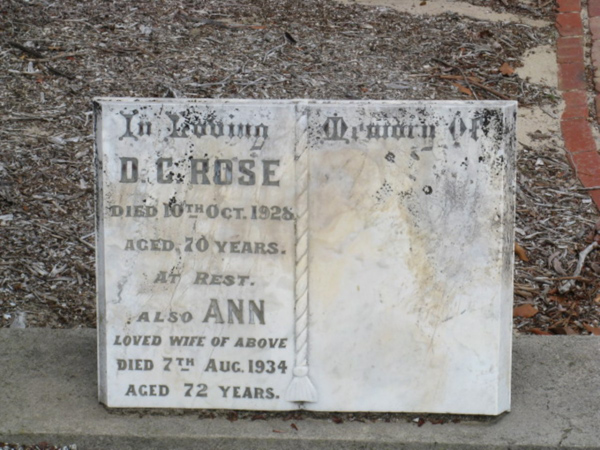 In Loving Memory Of
D. C. ROSE
DIED 10TH OCT. 1928
AGED 70 YEARS.
AT REST.
ALSO ANN
LOVED WIFE OF ABOVE
DIED 7TH AUG. 1934
AGED 72 YEARS.